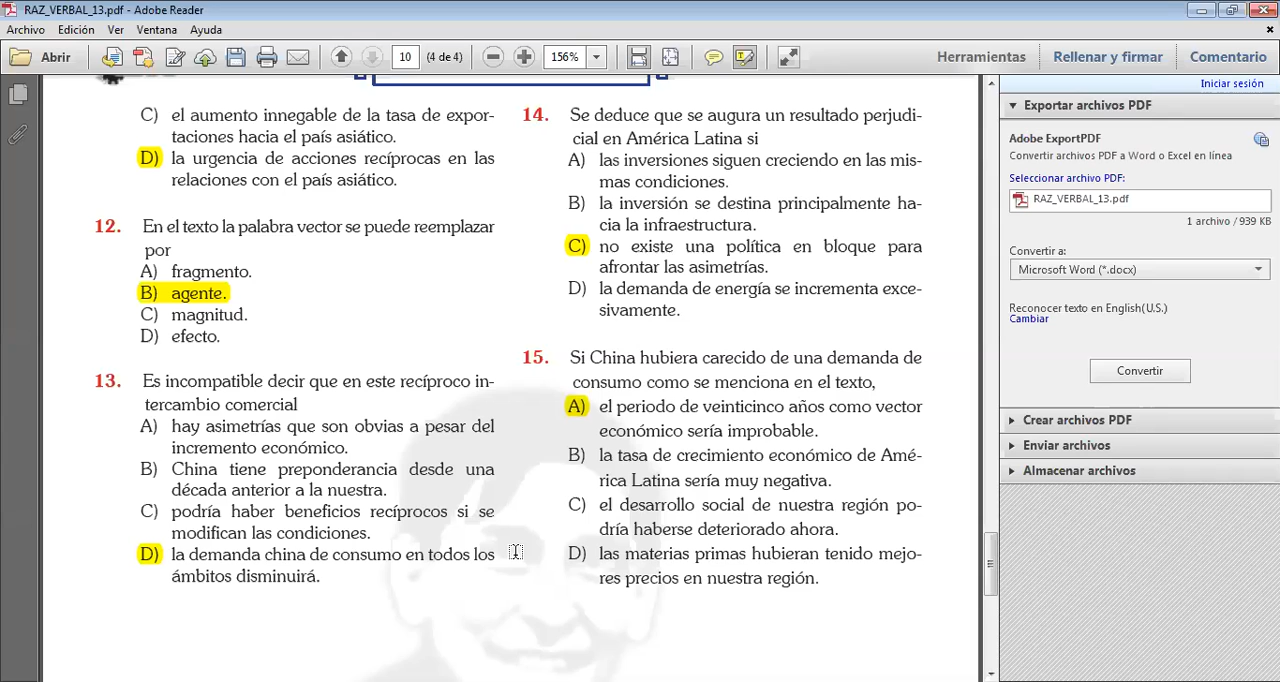 RAZ_VERBAL_13.pdf - Adobe Reader
Archivo Edición Ver Ventana Ayuda
Abrir
10 (4 de 4)
156%
Herramientas
Rellenar y firmar
Comentario
C) el aumento innegable de la tasa de expor-
taciones hacia el país asiático.
D) la urgencia de acciones recíprocas en las
relaciones con el país asiático.
12. En el texto la palabra vector se puede reemplazar
por
A) fragmento.
B) agente.
C) magnitud.
D) efecto.
13. Es incompatible decir que en este recíproco in-
tercambio comercial
A) hay asimetrías que son obvias a pesar del
incremento económico.
B) China tiene preponderancia desde una
década anterior a la nuestra.
C) podría haber beneficios recíprocos si se
modifican las condiciones.
D) la demanda china de consumo en todos los
ámbitos disminuirá.
14. Se deduce que se augura un resultado perjudi-
cial en América Latina si
A) las inversiones siguen creciendo en las mis-
mas condiciones.
B) la inversión se destina principalmente ha-
cia la infraestructura.
C) no existe una política en bloque para
afrontar las asimetrías.
D) la demanda de energía se incrementa exce-
sivamente.
15. Si China hubiera carecido de una demanda de
consumo como se menciona en el texto,
A) el periodo de veinticinco años como vector
económico sería improbable.
B) la tasa de crecimiento económico de Amé-
rica Latina sería muy negativa.
C) el desarrollo social de nuestra región po-
dría haberse deteriorado ahora.
D) las materias primas hubieran tenido mejo-
res precios en nuestra región.
Iniciar sesión
Exportar archivos PDF
Adobe ExportPDF
Convertir archivos PDF a Word o Excel en línea
Seleccionar archivo PDF:
RAZ_VERBAL_13.pdf
1 archivo / 939 KB
Convertir a:
Microsoft Word (*.docx)
Reconocer texto en English(U.S.)
Cambiar
Convertir
Crear archivos PDF
Enviar archivos
Almacenar archivos